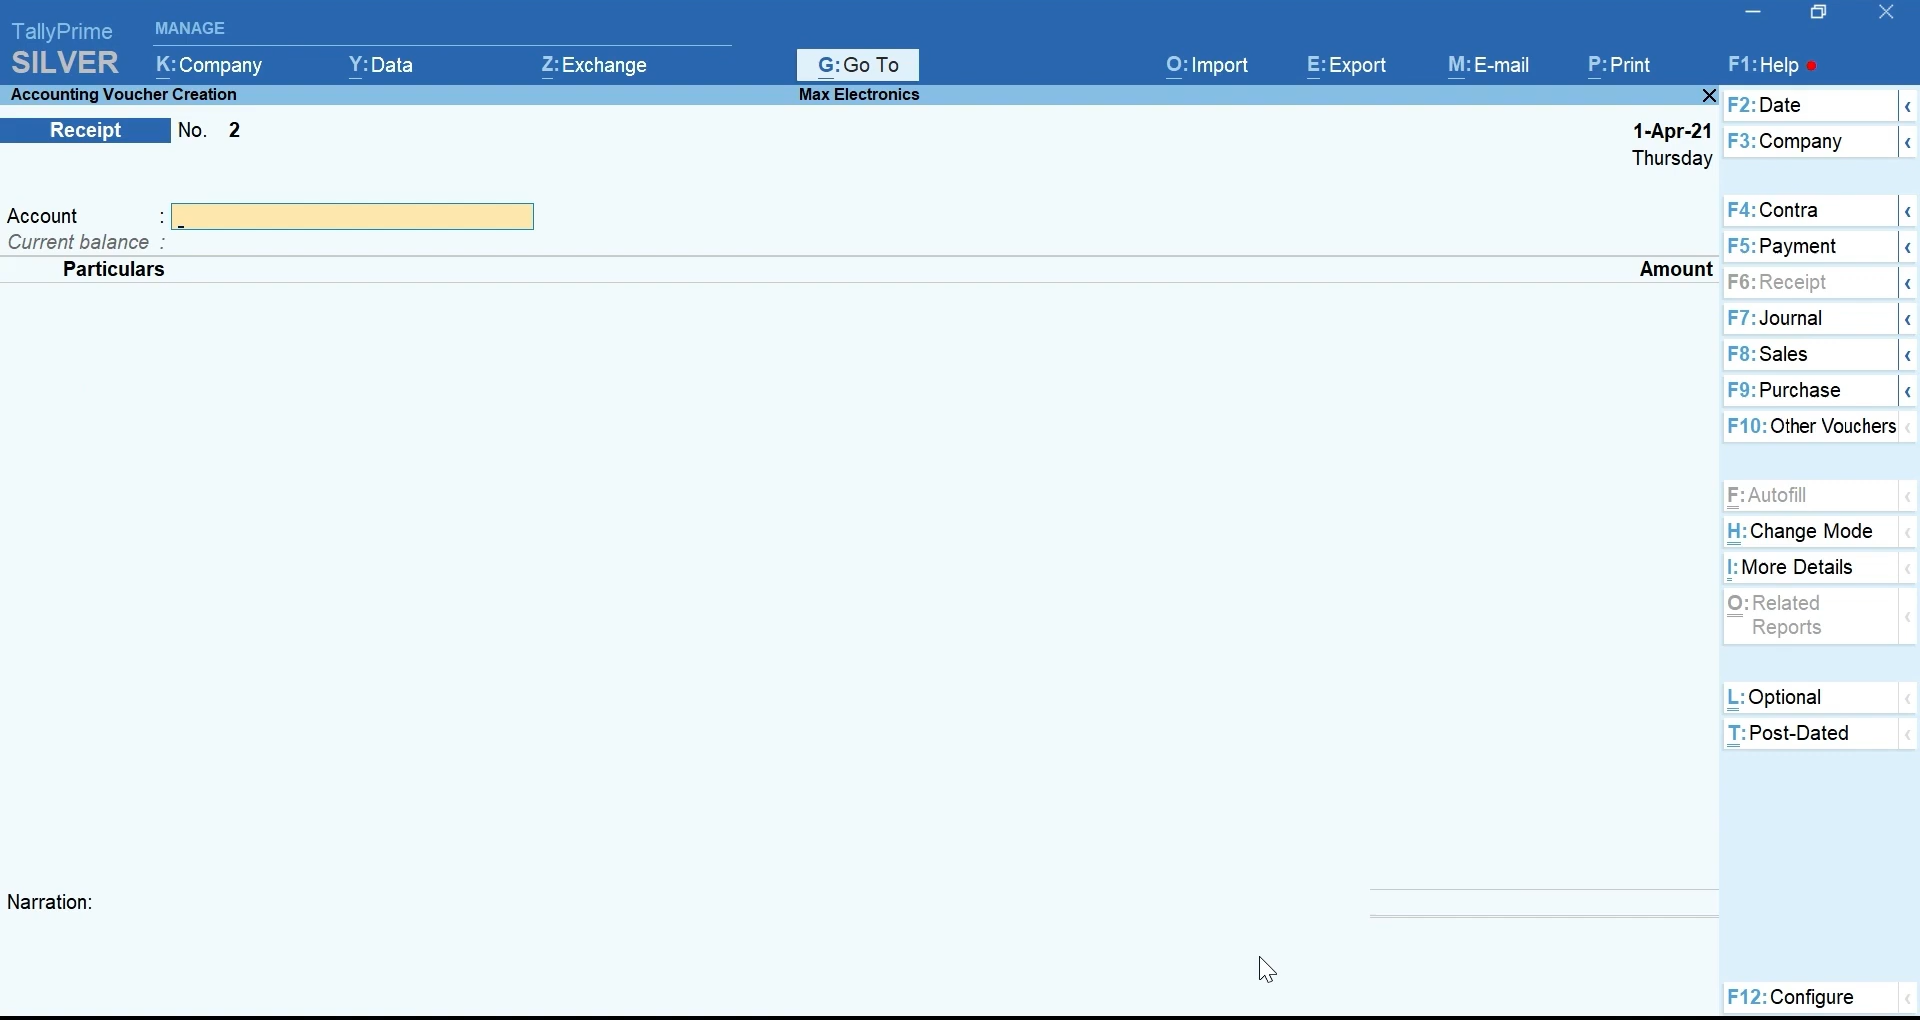 TallyPrime
SILVER
MANAGE
K:Company
Y:Data
Z:Exchange
G:Go To
O:Import
E:Export
M:E-mail
P:Print
F1:Help
Accounting Voucher Creation
Max Electronics
Receipt No. 2
1-Apr-21
Thursday
Account :
Current balance :
Particulars
Amount
Narration:
F2:Date
F3:Company
F4:Contra
F5:Payment
F6:Receipt
F7:Journal
F8:Sales
F9:Purchase
F10:Other Vouchers
F:Autofill
H:Change Mode
I:More Details
O:Related
Reports
L:Optional
T:Post-Dated
F12:Configure